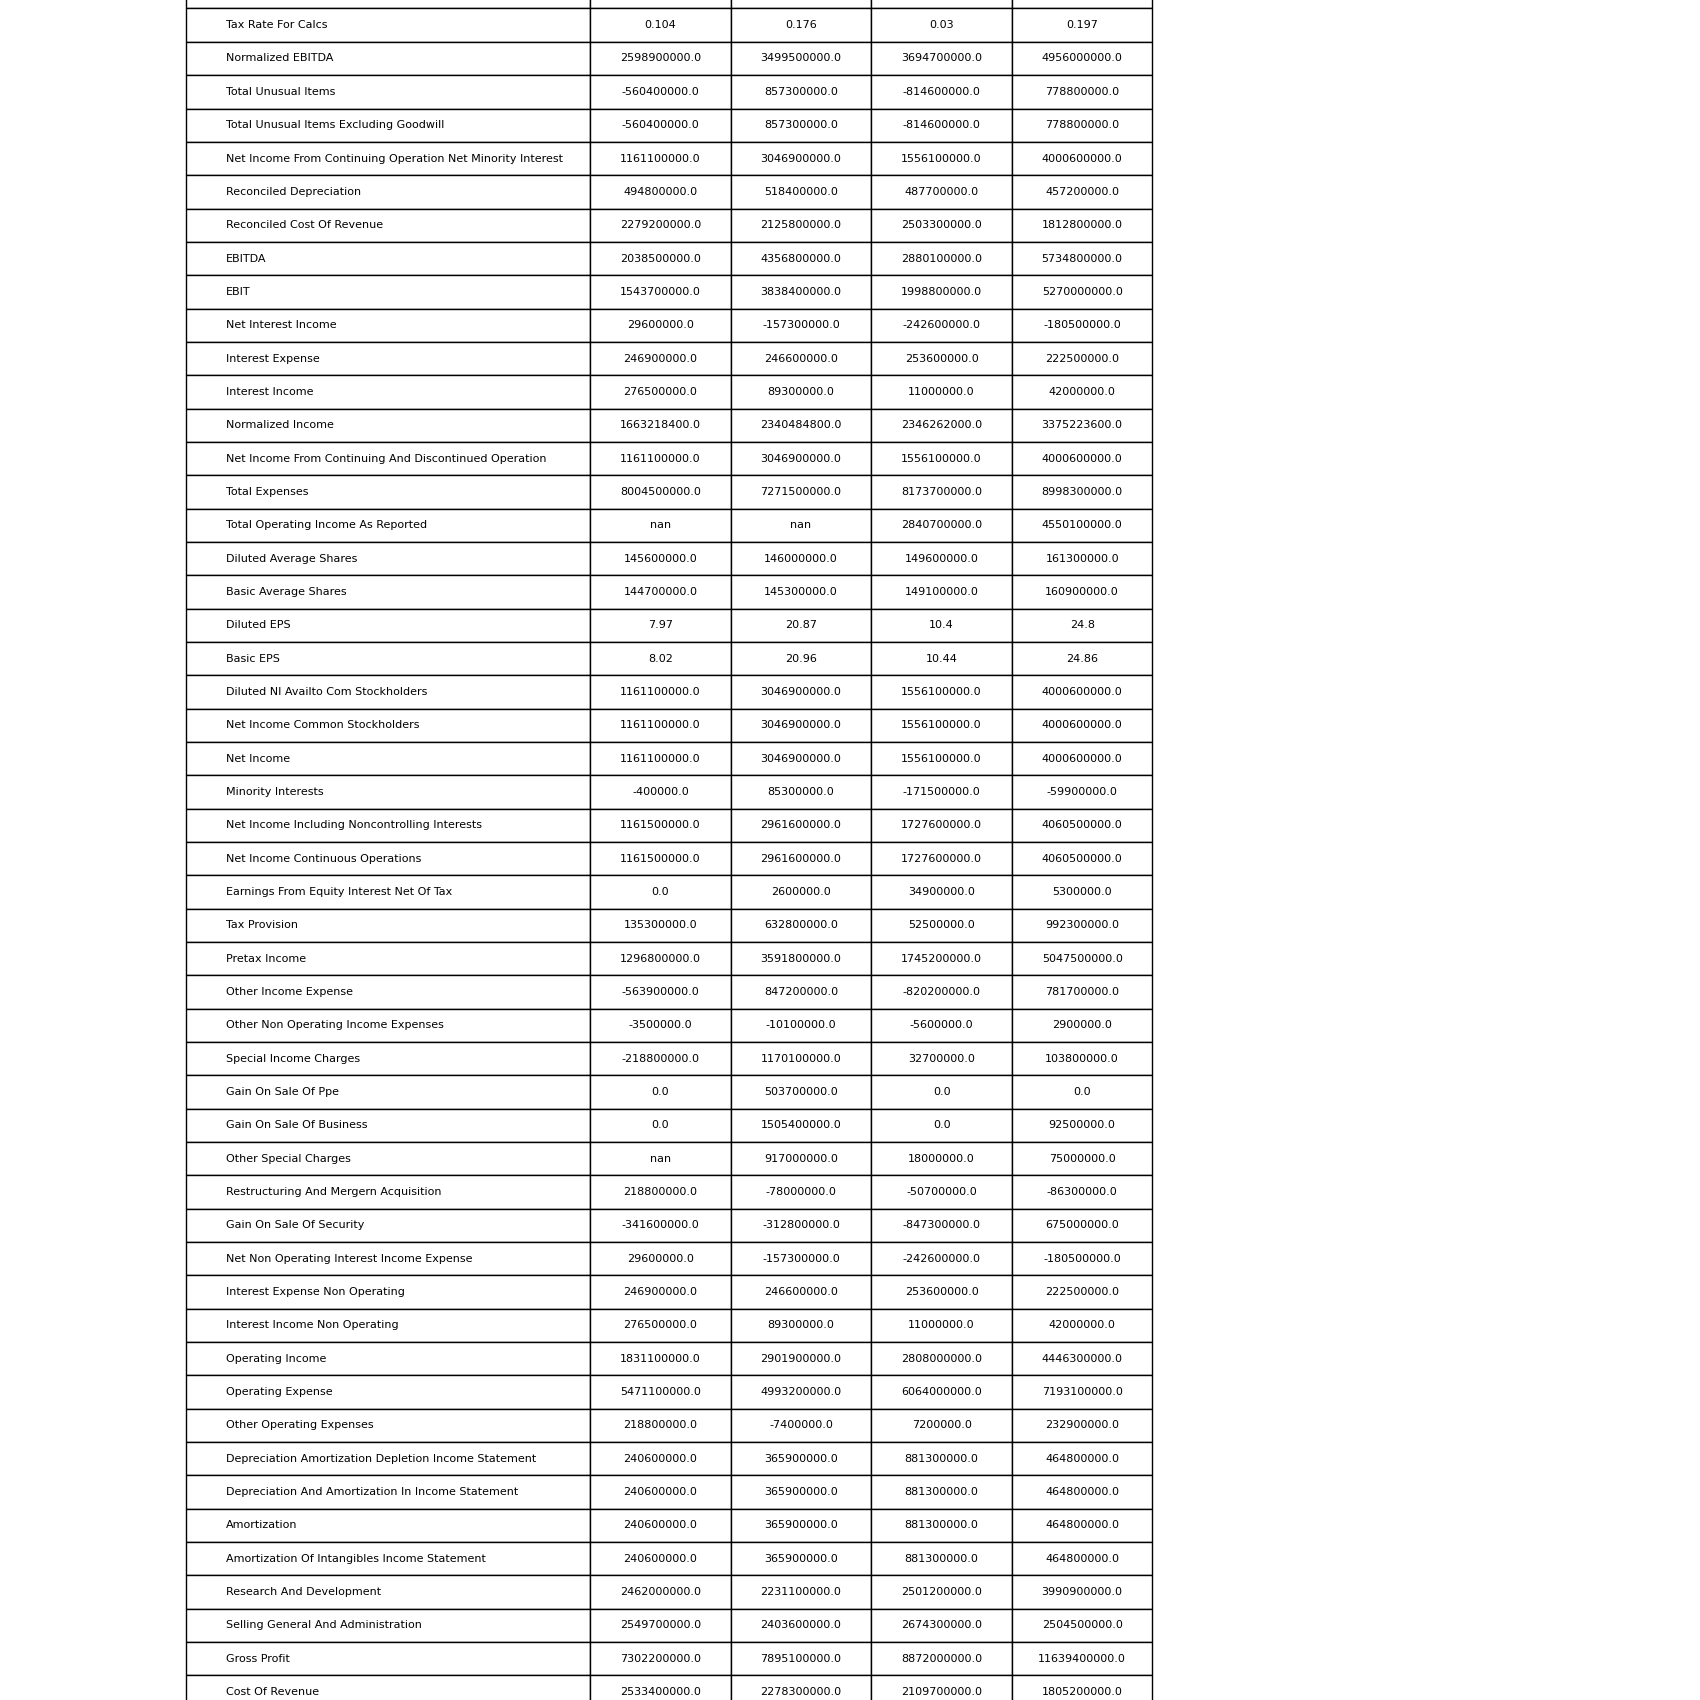 Tax Rate For Calcs 0.104 0.176 0.03 0.197
Normalized EBITDA 2598900000.0 3499500000.0 3694700000.0 4956000000.0
Total Unusual Items -560400000.0 857300000.0 -814600000.0 778800000.0
Total Unusual Items Excluding Goodwill -560400000.0 857300000.0 -814600000.0 778800000.0
Net Income From Continuing Operation Net Minority Interest 1161100000.0 3046900000.0 1556100000.0 4000600000.0
Reconciled Depreciation 494800000.0 518400000.0 487700000.0 457200000.0
Reconciled Cost Of Revenue 2279200000.0 2125800000.0 2503300000.0 1812800000.0
EBITDA 2038500000.0 4356800000.0 2880100000.0 5734800000.0
EBIT 1543700000.0 3838400000.0 1998800000.0 5270000000.0
Net Interest Income 29600000.0 -157300000.0 -242600000.0 -180500000.0
Interest Expense 246900000.0 246600000.0 253600000.0 222500000.0
Interest Income 276500000.0 89300000.0 11000000.0 42000000.0
Normalized Income 1663218400.0 2340484800.0 2346262000.0 3375223600.0
Net Income From Continuing And Discontinued Operation 1161100000.0 3046900000.0 1556100000.0 4000600000.0
Total Expenses 8004500000.0 7271500000.0 8173700000.0 8998300000.0
Total Operating Income As Reported nan nan 2840700000.0 4550100000.0
Diluted Average Shares 145600000.0 146000000.0 149600000.0 161300000.0
Basic Average Shares 144700000.0 145300000.0 149100000.0 160900000.0
Diluted EPS 7.97 20.87 10.4 24.8
Basic EPS 8.02 20.96 10.44 24.86
Diluted NI Availto Com Stockholders 1161100000.0 3046900000.0 1556100000.0 4000600000.0
Net Income Common Stockholders 1161100000.0 3046900000.0 1556100000.0 4000600000.0
Net Income 1161100000.0 3046900000.0 1556100000.0 4000600000.0
Minority Interests -400000.0 85300000.0 -171500000.0 -59900000.0
Net Income Including Noncontrolling Interests 1161500000.0 2961600000.0 1727600000.0 4060500000.0
Net Income Continuous Operations 1161500000.0 2961600000.0 1727600000.0 4060500000.0
Earnings From Equity Interest Net Of Tax 0.0 2600000.0 34900000.0 5300000.0
Tax Provision 135300000.0 632800000.0 52500000.0 992300000.0
Pretax Income 1296800000.0 3591800000.0 1745200000.0 5047500000.0
Other Income Expense -563900000.0 847200000.0 -820200000.0 781700000.0
Other Non Operating Income Expenses -3500000.0 -10100000.0 -5600000.0 2900000.0
Special Income Charges -218800000.0 1170100000.0 32700000.0 103800000.0
Gain On Sale Of Ppe 0.0 503700000.0 0.0 0.0
Gain On Sale Of Business 0.0 1505400000.0 0.0 92500000.0
Other Special Charges nan 917000000.0 18000000.0 75000000.0
Restructuring And Mergern Acquisition 218800000.0 -78000000.0 -50700000.0 -86300000.0
Gain On Sale Of Security -341600000.0 -312800000.0 -847300000.0 675000000.0
Net Non Operating Interest Income Expense 29600000.0 -157300000.0 -242600000.0 -180500000.0
Interest Expense Non Operating 246900000.0 246600000.0 253600000.0 222500000.0
Interest Income Non Operating 276500000.0 89300000.0 11000000.0 42000000.0
Operating Income 1831100000.0 2901900000.0 2808000000.0 4446300000.0
Operating Expense 5471100000.0 4993200000.0 6064000000.0 7193100000.0
Other Operating Expenses 218800000.0 -7400000.0 7200000.0 232900000.0
Depreciation Amortization Depletion Income Statement 240600000.0 365900000.0 881300000.0 464800000.0
Depreciation And Amortization In Income Statement 240600000.0 365900000.0 881300000.0 464800000.0
Amortization 240600000.0 365900000.0 881300000.0 464800000.0
Amortization Of Intangibles Income Statement 240600000.0 365900000.0 881300000.0 464800000.0
Research And Development 2462000000.0 2231100000.0 2501200000.0 3990900000.0
Selling General And Administration 2549700000.0 2403600000.0 2674300000.0 2504500000.0
Gross Profit 7302200000.0 7895100000.0 8872000000.0 11639400000.0
Cost Of Revenue 2533400000.0 2278300000.0 2109700000.0 1805200000.0